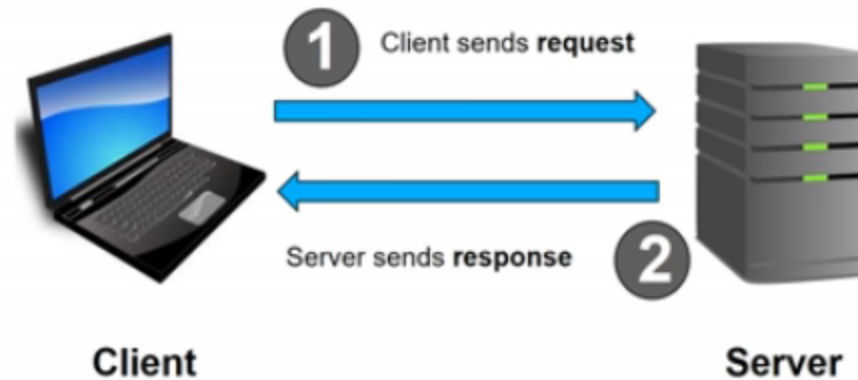 1 Client sends request
Server sends response 2
Client Server